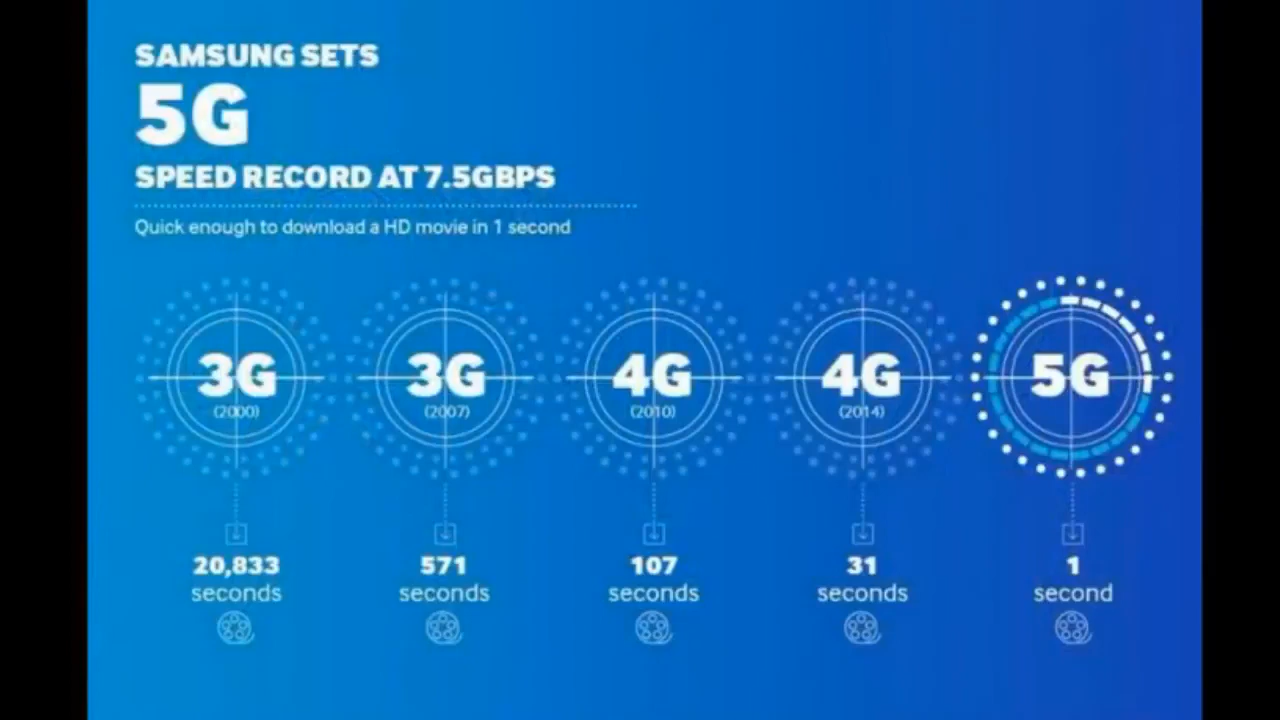 SAMSUNG SETS
5G
SPEED RECORD AT 7.5GBPS
Quick enough to download a HD movie in 1 second
3G 3G 4G 4G 5G
(2000) (2007) (2010) (2014)
20,833 571 107 31 1
seconds seconds seconds seconds second